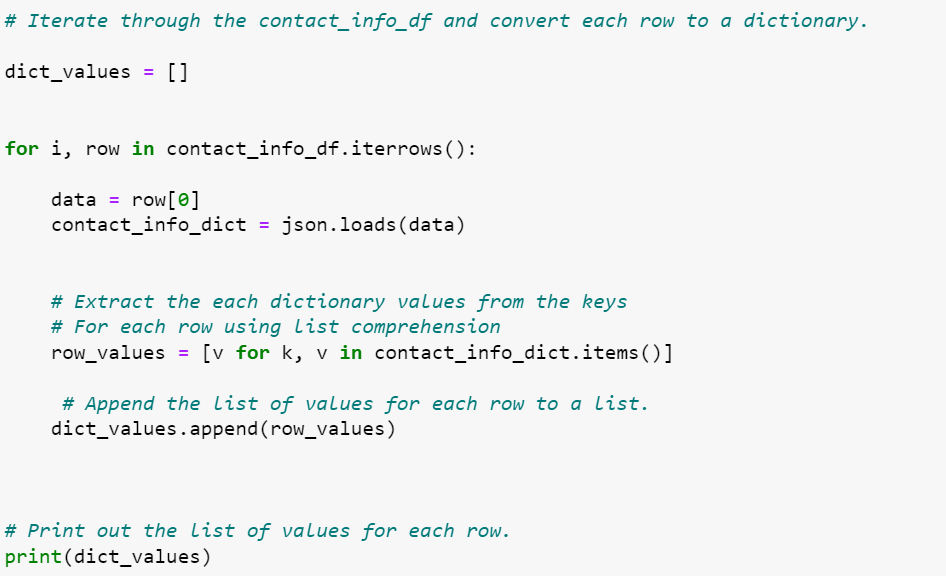 # Iterate through the contact_info_df and convert each row to a dictionary.
dict_values = []
for i, row in contact_info_df.iterrows():
    data = row[0]
    contact_info_dict = json.loads(data)
    # Extract the each dictionary values from the keys
    # For each row using list comprehension
    row_values = [v for k, v in contact_info_dict.items()]
     # Append the list of values for each row to a list.
    dict_values.append(row_values)
# Print out the list of values for each row.
print(dict_values)